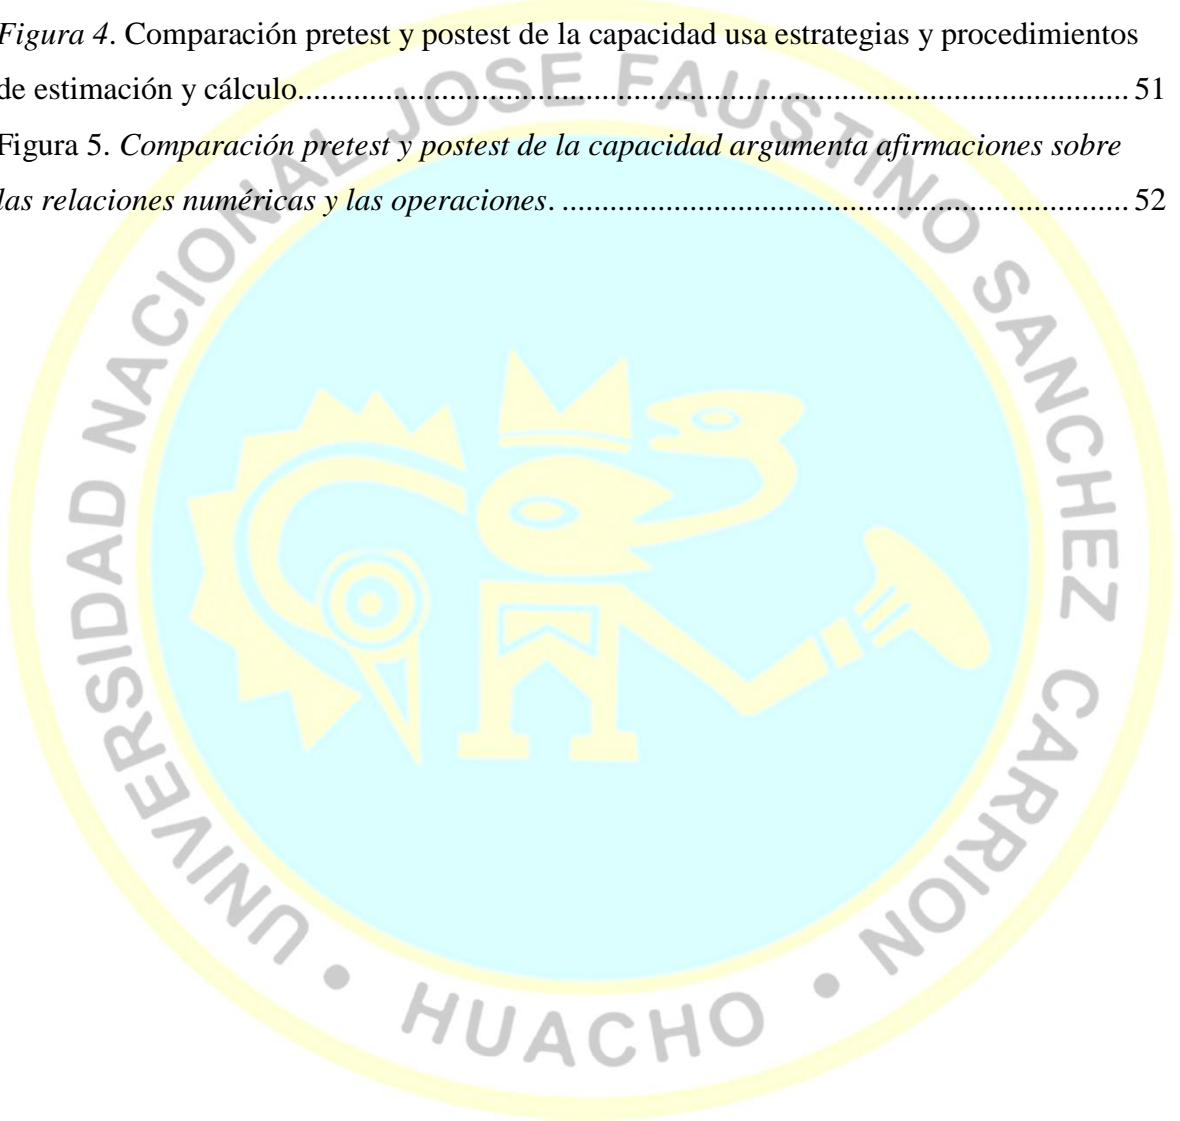 Figura 4. Comparación pretest y postest de la capacidad usa estrategias y procedimientos
de estimación y cálculo.................................................................................................... 51
Figura 5. Comparación pretest y postest de la capacidad argumenta afirmaciones sobre
las relaciones numéricas y las operaciones. .................................................................... 52
UNIVERSIDAD NACIONAL JOSE FAUSTINO SANCHEZ CARRION
• HUACHO •